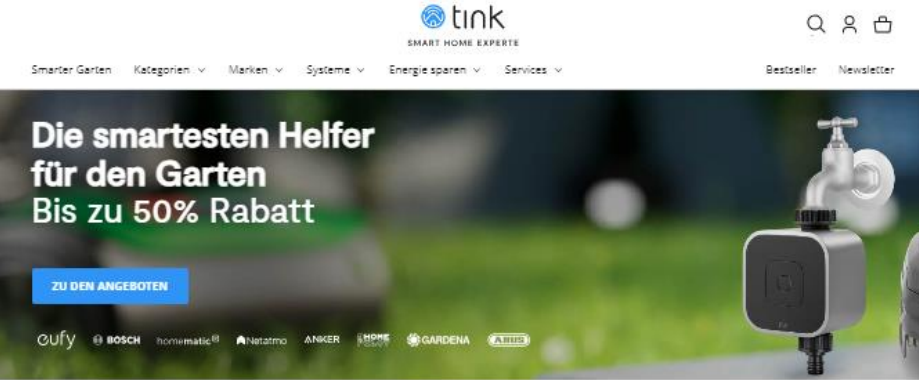 tink
SMART HOME EXPERTE
Smarter Garten Kategorien Marken Systeme Energie sparen Services Bestseller Newsletter
Die smartesten Helfer
für den Garten
Bis zu 50% Rabatt
ZU DEN ANGEBOTEN
eufy BOSCH homematic IP Netatmo ANKER GARDENA ABUS